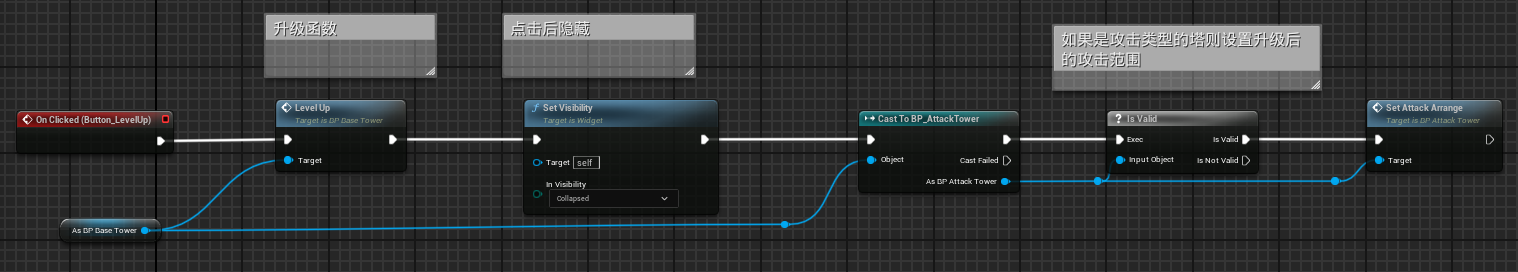 升级函数
点击后隐藏
如果是攻击类型的塔则设置升级后
的攻击范围
On Clicked (Button_LevelUp)
Level Up
Target is BP Base Tower
Target
Set Visibility
Target is Widget
Target self
In Visibility
Collapsed
Cast To BP_AttackTower
Object
Cast Failed
As BP Attack Tower
? Is Valid
Exec Is Valid
Input Object Is Not Valid
Set Attack Arrange
Target is BP Attack Tower
Target
As BP Base Tower